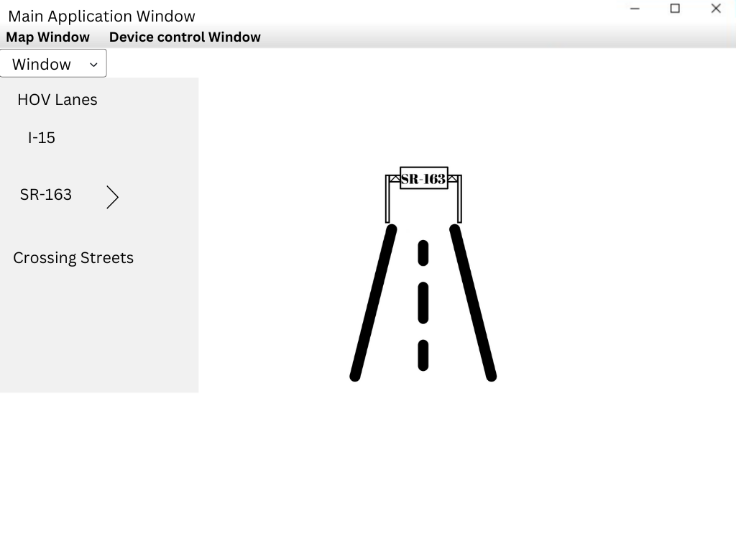 Main Application Window
Map Window Device control Window
Window
HOV Lanes
I-15
SR-163
SR-163
Crossing Streets